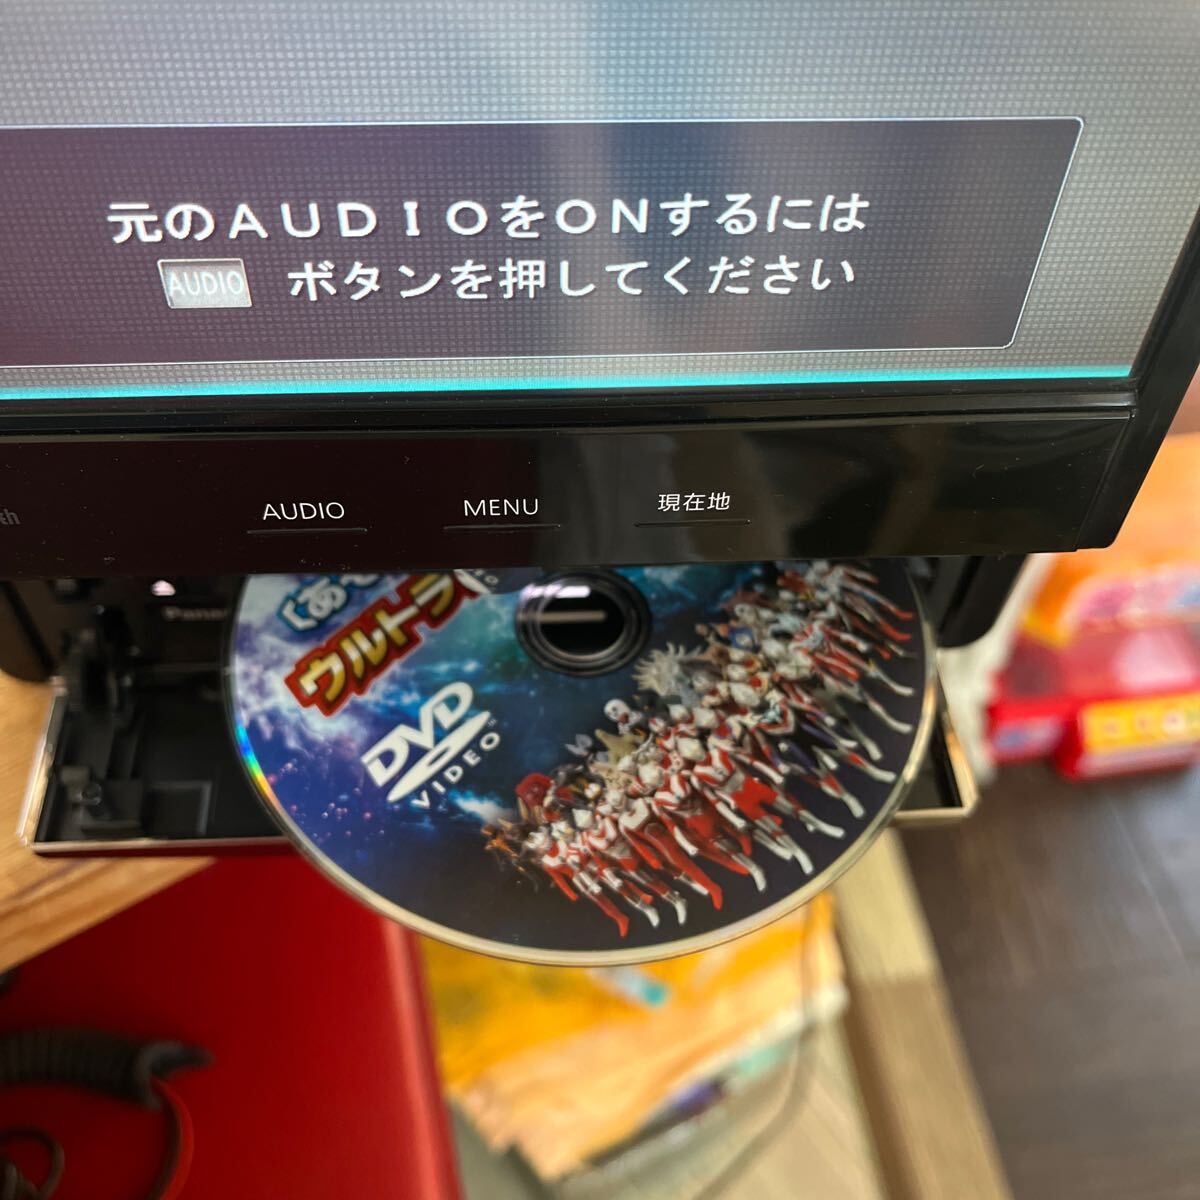 元のAUDIOをONするには
AUDIO ボタンを押してください
AUDIO MENU 現在地
ウルトラ
DVD
VIDEO